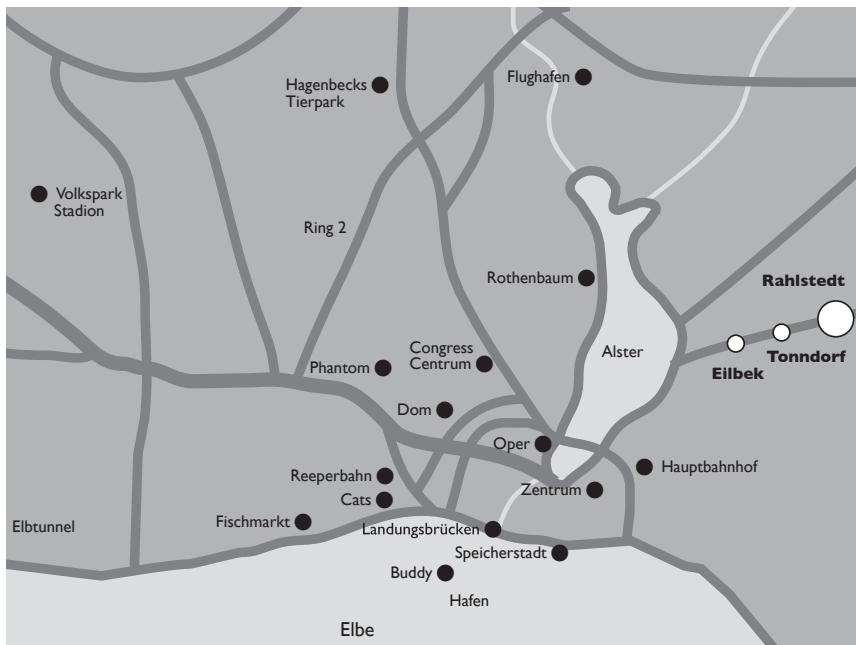 Flughafen
Hagenbecks
Tierpark
Volkspark
Stadion
Ring 2
Rothenbaum
Rahlstedt
Congress
Centrum
Alster
Tonndorf
Phantom
Eilbek
Dom
Oper
Hauptbahnhof
Reeperbahn
Zentrum
Cats
Fischmarkt
Elbtunnel
Landungsbrücken
Speicherstadt
Buddy
Hafen
Elbe